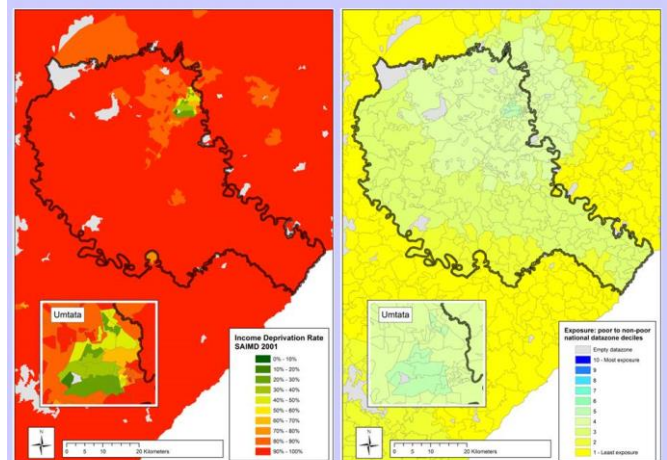 Umtata
Income Deprivation Rate
SAIMD 2001
0% - 10%
10% - 20%
20% - 30%
30% - 40%
40% - 50%
50% - 60%
60% - 70%
70% - 80%
80% - 90%
90% - 100%
N
0 5 10 20 Kilometers
Umtata
Exposure: poor to non-poor
national datazone deciles
Empty datazone
10 - Most exposure
9
8
7
6
5
4
3
2
1 - Least exposure
N
0 5 10 20 Kilometers